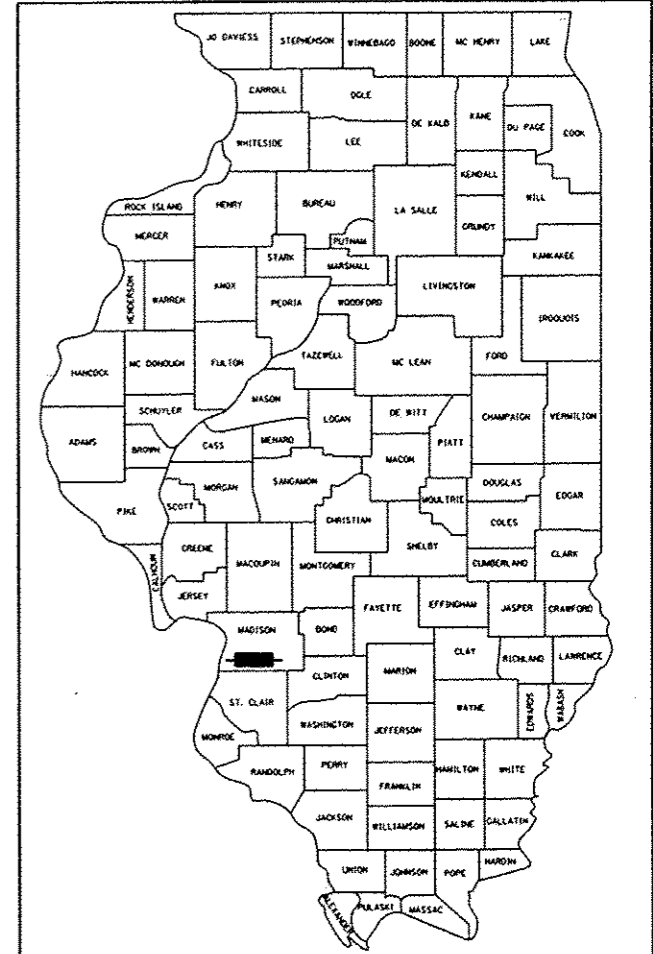 JO DAVIESS STEPHENSON WINNEBAGO BOONE MC HENRY LAKE
CARROLL OGLE DE KALB KANE DU PAGE COOK
WHITESIDE LEE KENDALL WILL
ROCK ISLAND HENRY BUREAU LA SALLE GRUNDY
MERCER PUTNAM KANKAKEE
HENDERSON WARREN KNOX STARK MARSHALL LIVINGSTON
PEORIA WOODFORD IROQUOIS
HANCOCK MC DONOUGH FULTON TAZEWELL MC LEAN FORD
SCHUYLER MASON LOGAN DE WITT CHAMPAIGN VERMILION
ADAMS BROWN CASS MENARD MACON PIATT
PIKE SCOTT MORGAN SANGAMON CHRISTIAN MOULTRIE DOUGLAS EDGAR
COLES
CALHOUN GREENE MACOUPIN MONTGOMERY SHELBY CUMBERLAND CLARK
JERSEY FAYETTE EFFINGHAM JASPER CRAWFORD
MADISON BOND CLAY RICHLAND LAWRENCE
CLINTON MARION WAYNE EDWARDS WABASH
ST. CLAIR WASHINGTON JEFFERSON
MONROE
RANDOLPH PERRY FRANKLIN HAMILTON WHITE
JACKSON WILLIAMSON SALINE GALLATIN
UNION JOHNSON POPE HARDIN
ALEXANDER PULASKI MASSAC